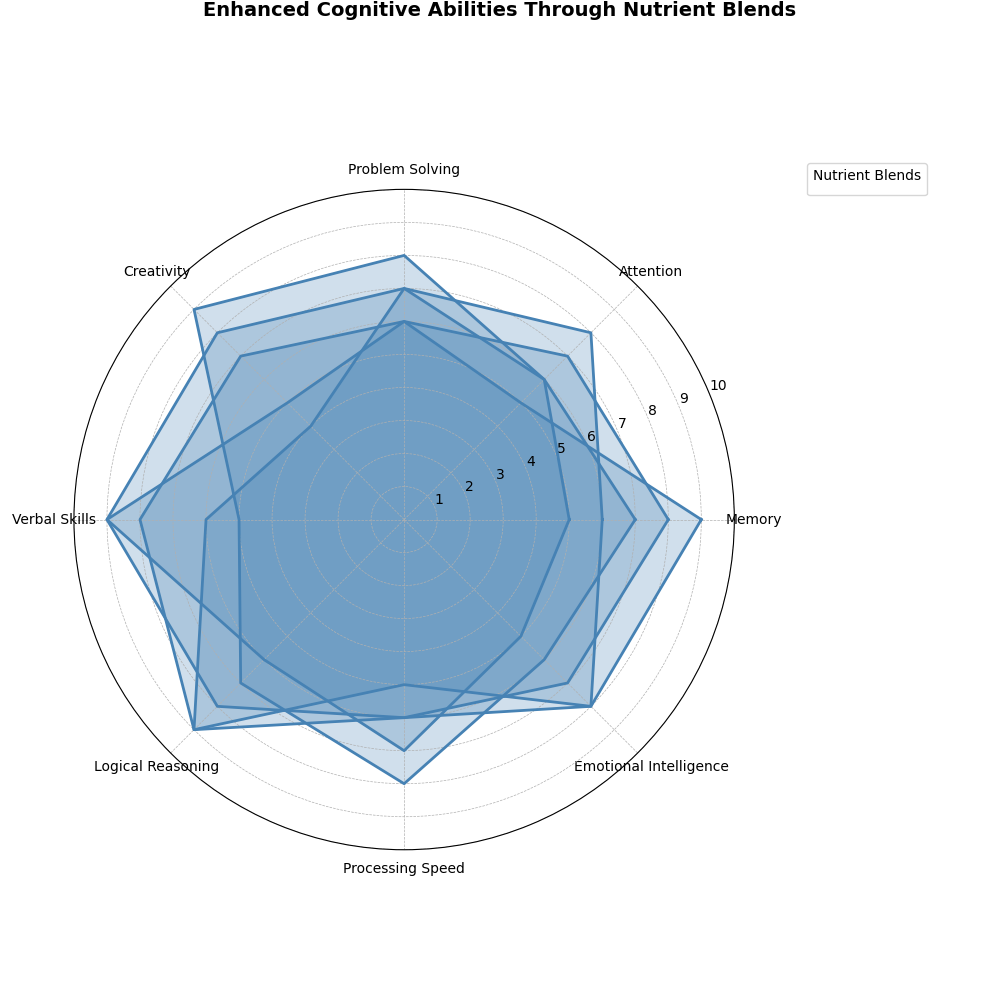 Enhanced Cognitive Abilities Through Nutrient Blends
Nutrient Blends
Problem Solving
Creativity
Attention
10
9
8
7
6
5
4
3
2
1
Verbal Skills
Memory
Logical Reasoning
Emotional Intelligence
Processing Speed